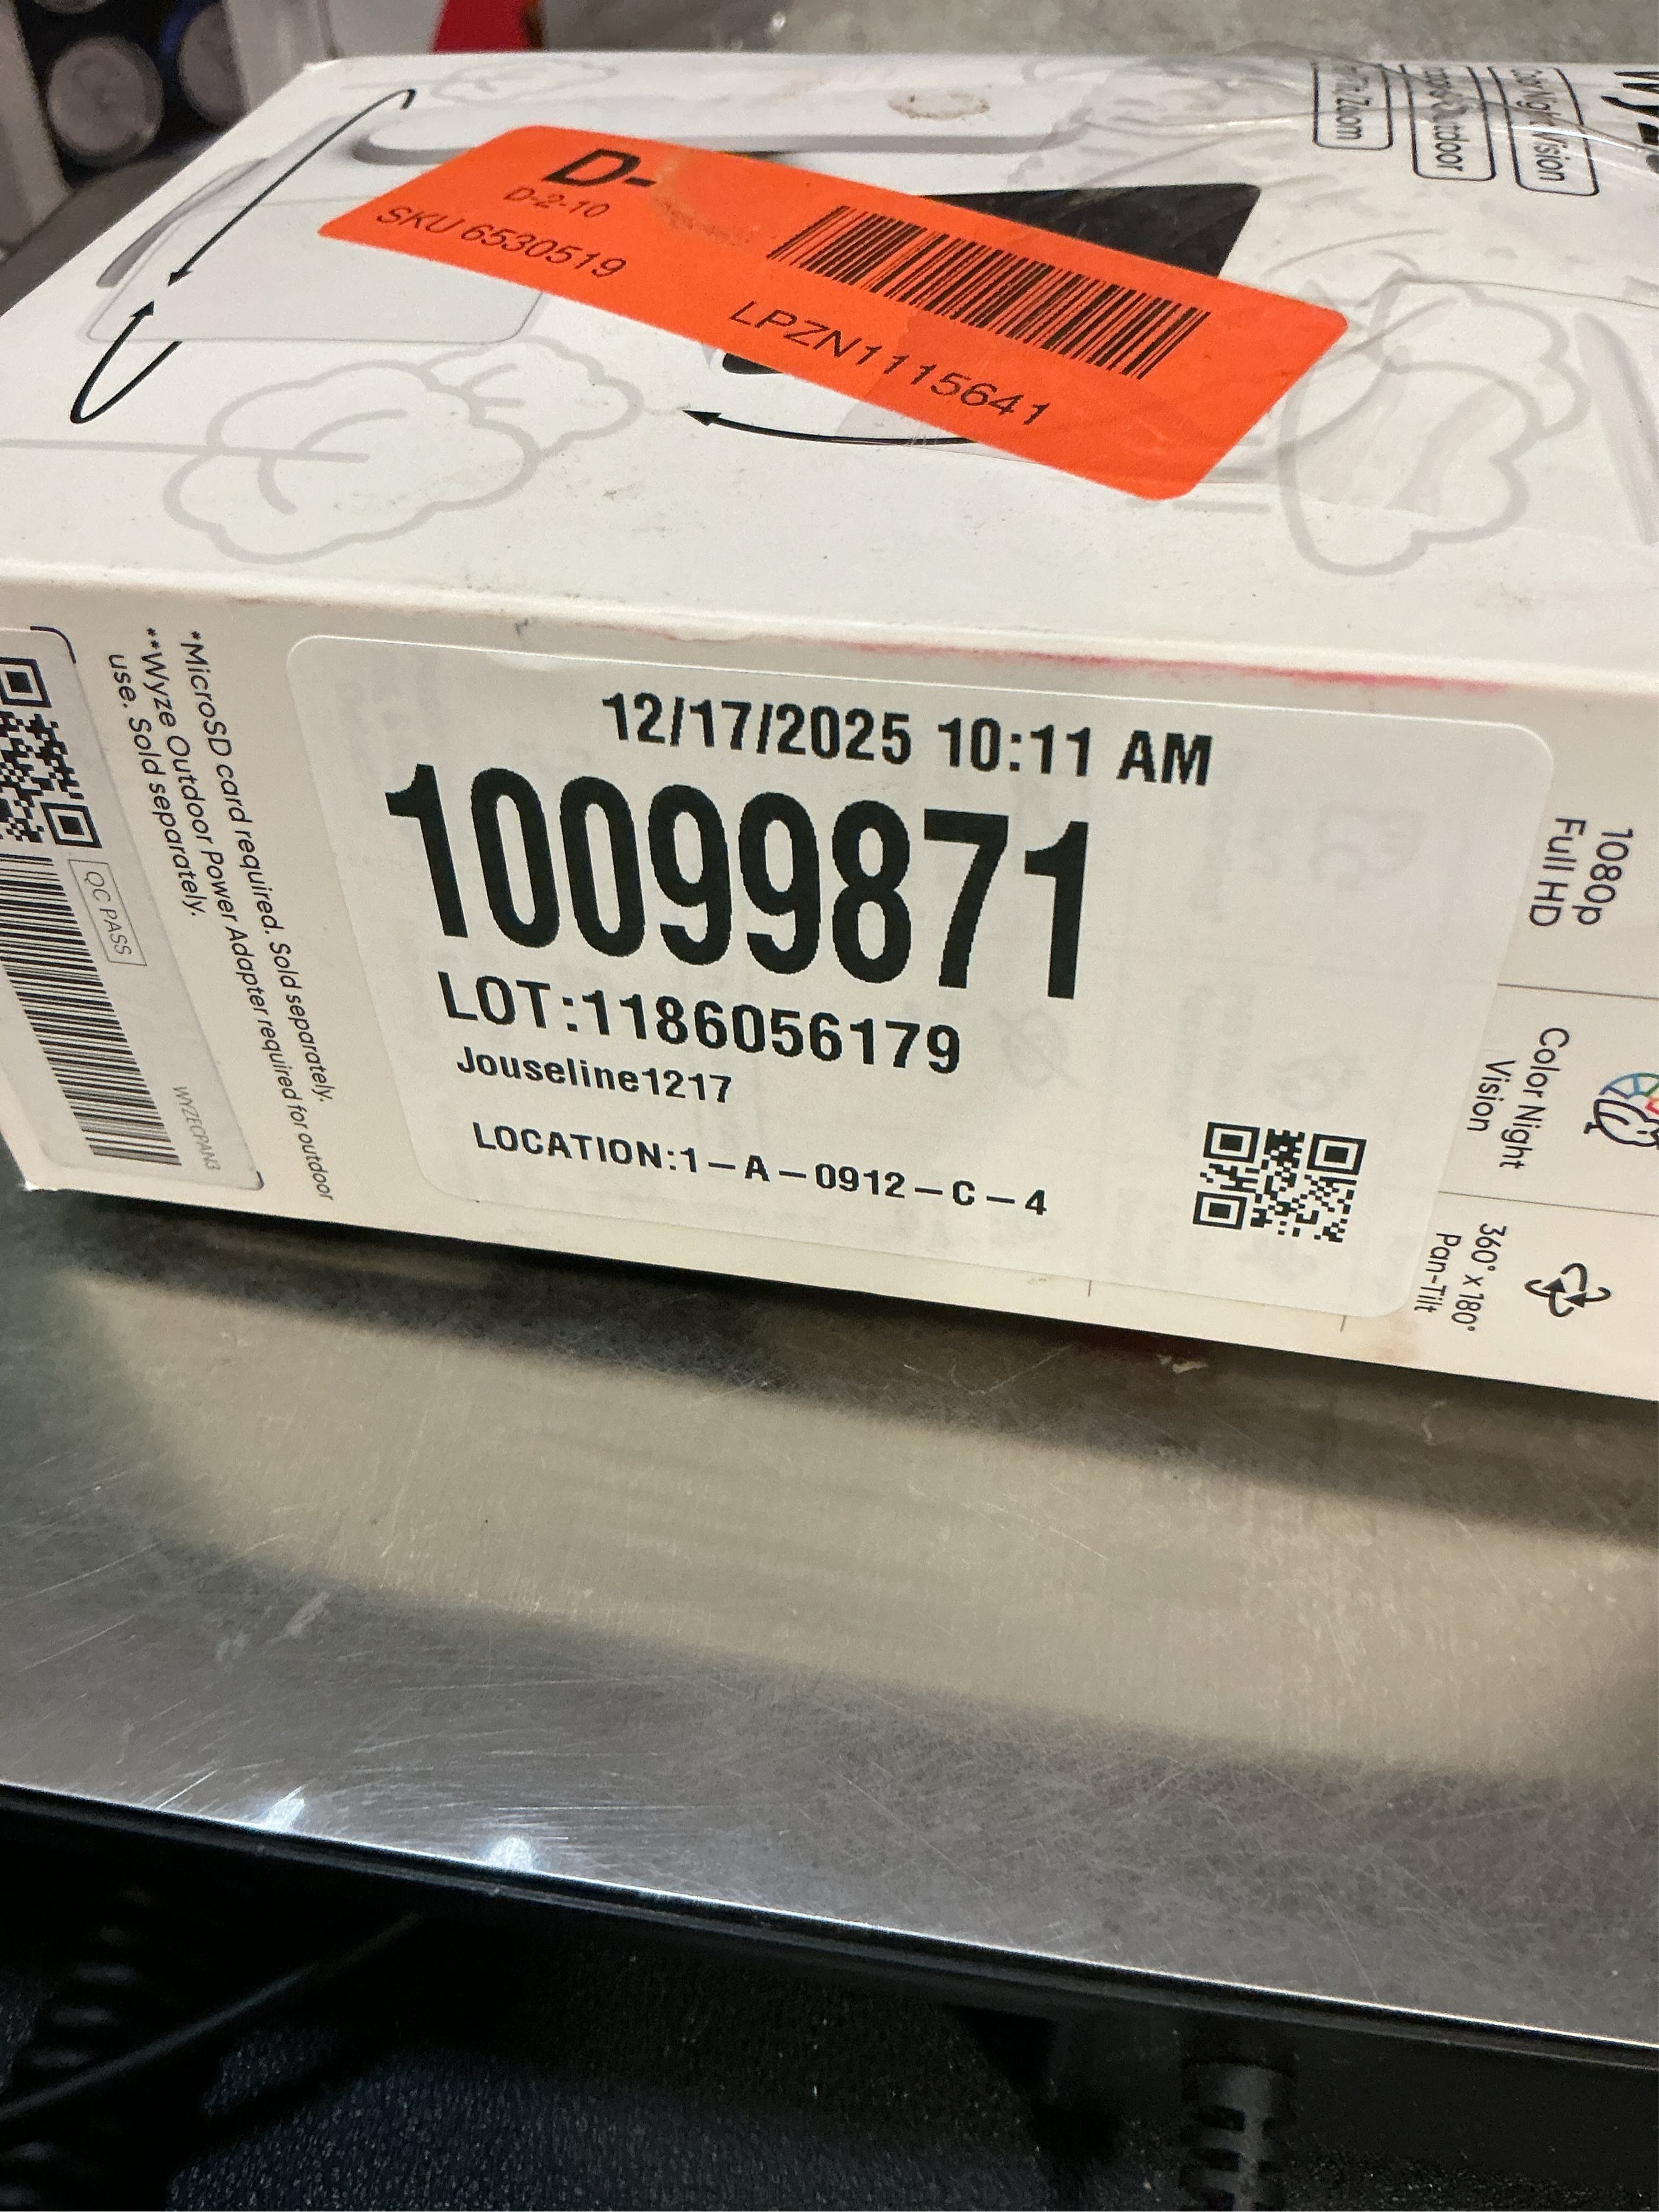 Pan Tilt Zoom
Indoor & Outdoor
Color Night Vision
D-
D-2-10
SKU 6530519
LPZN1115641
*MicroSD card required. Sold separately.
**Wyze Outdoor Power Adapter required for outdoor
use. Sold separately.
QC PASS
WYZECPAN3
12/17/2025 10:11 AM
10099871
LOT:1186056179
Jouseline1217
LOCATION:1-A-0912-C-4
1080p
Full HD
Color Night
Vision
360° x 180°
Pan-Tilt